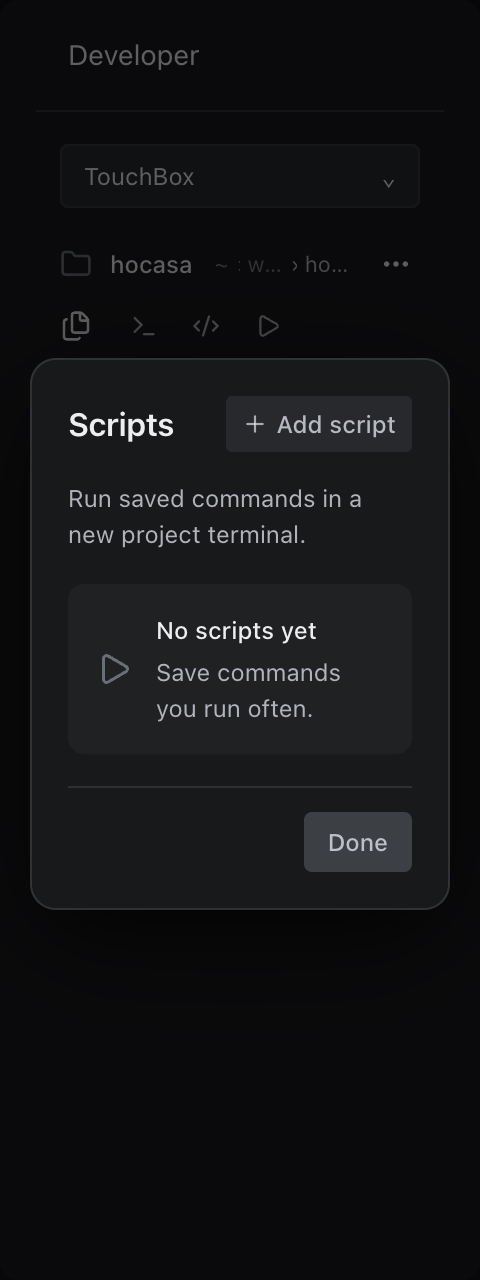 Developer
TouchBox
hocasa ~ : w... › ho...
Scripts
+ Add script
Run saved commands in a
new project terminal.
No scripts yet
Save commands
you run often.
Done